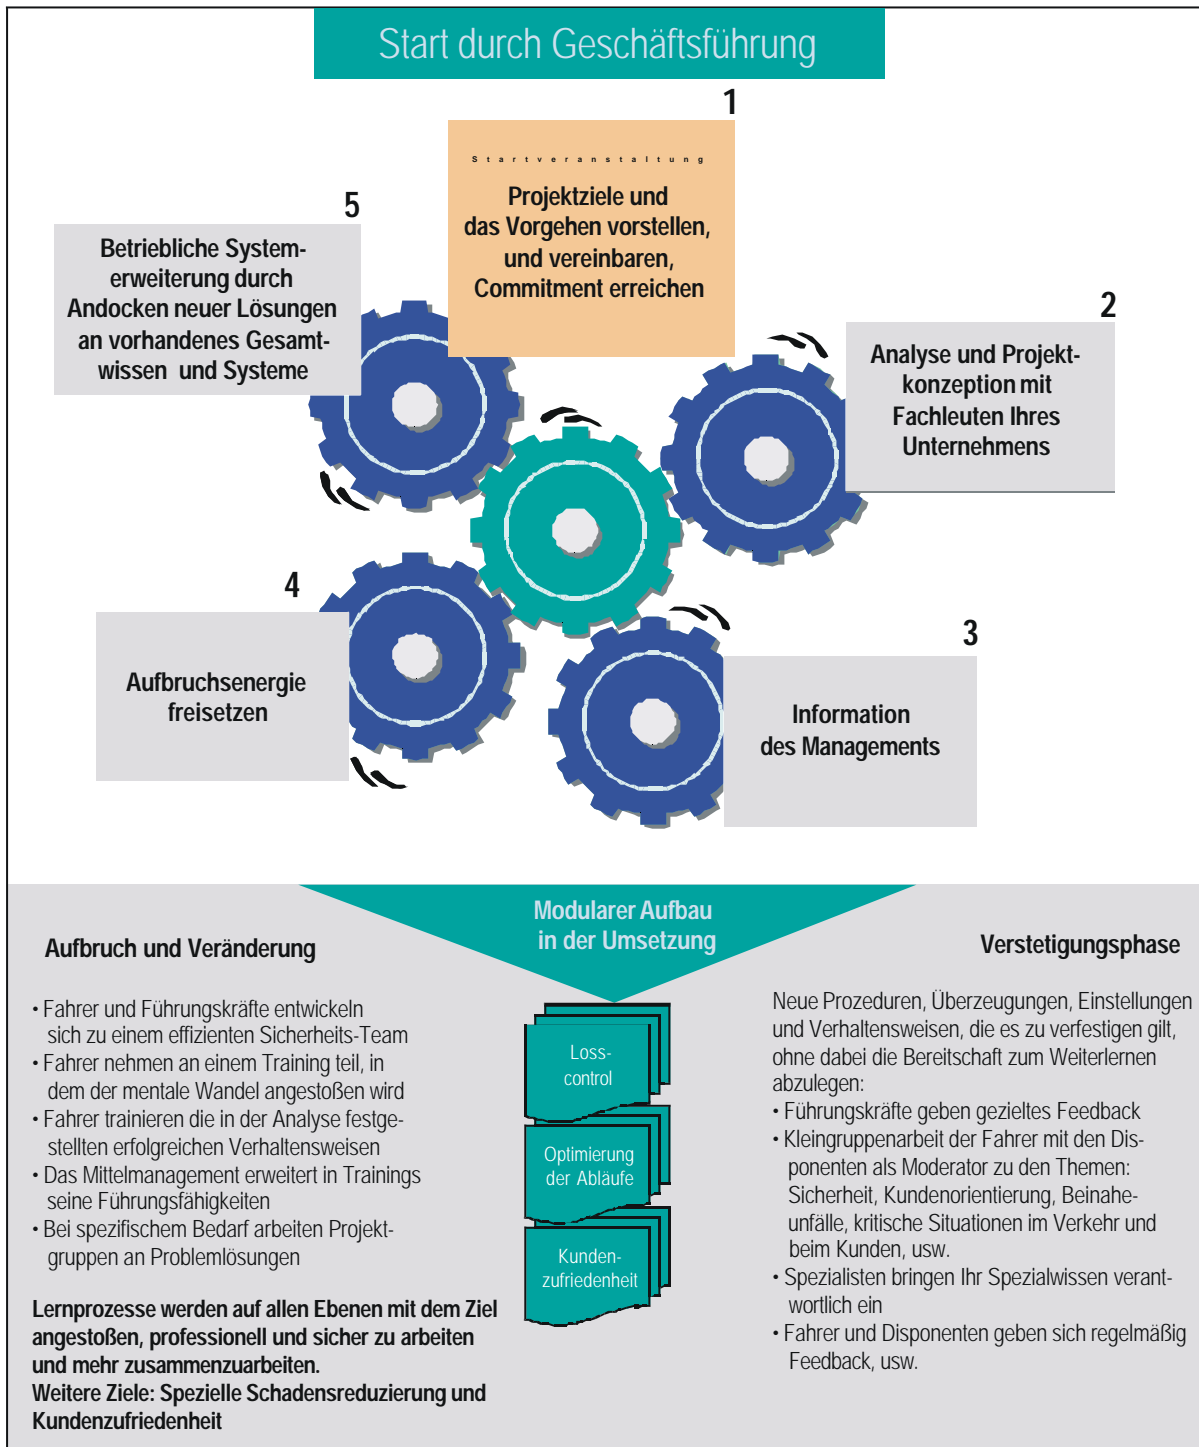 Start durch Geschäftsführung
1
Startveranstaltung
Projektziele und
das Vorgehen vorstellen,
und vereinbaren,
Commitment erreichen
2
Analyse und Projekt-
konzeption mit
Fachleuten Ihres
Unternehmens
3
Information
des Managements
4
Aufbruchsenergie
freisetzen
5
Betriebliche System-
erweiterung durch
Andocken neuer Lösungen
an vorhandenes Gesamt-
wissen und Systeme
Modularer Aufbau
in der Umsetzung
Aufbruch und Veränderung
• Fahrer und Führungskräfte entwickeln
sich zu einem effizienten Sicherheits-Team
• Fahrer nehmen an einem Training teil, in
dem der mentale Wandel angestoßen wird
• Fahrer trainieren die in der Analyse festge-
stellten erfolgreichen Verhaltensweisen
• Das Mittelmanagement erweitert in Trainings
seine Führungsfähigkeiten
• Bei spezifischem Bedarf arbeiten Projekt-
gruppen an Problemlösungen
Lernprozesse werden auf allen Ebenen mit dem Ziel
angestoßen, professionell und sicher zu arbeiten
und mehr zusammenzuarbeiten.
Weitere Ziele: Spezielle Schadensreduzierung und
Kundenzufriedenheit
Loss-
control
Optimierung
der Abläufe
Kunden-
zufriedenheit
Verstetigungsphase
Neue Prozeduren, Überzeugungen, Einstellungen
und Verhaltensweisen, die es zu verfestigen gilt,
ohne dabei die Bereitschaft zum Weiterlernen
abzulegen:
• Führungskräfte geben gezieltes Feedback
• Kleingruppenarbeit der Fahrer mit den Dis-
ponenten als Moderator zu den Themen:
Sicherheit, Kundenorientierung, Beinahe-
unfälle, kritische Situationen im Verkehr und
beim Kunden, usw.
• Spezialisten bringen Ihr Spezialwissen verant-
wortlich ein
• Fahrer und Disponenten geben sich regelmäßig
Feedback, usw.